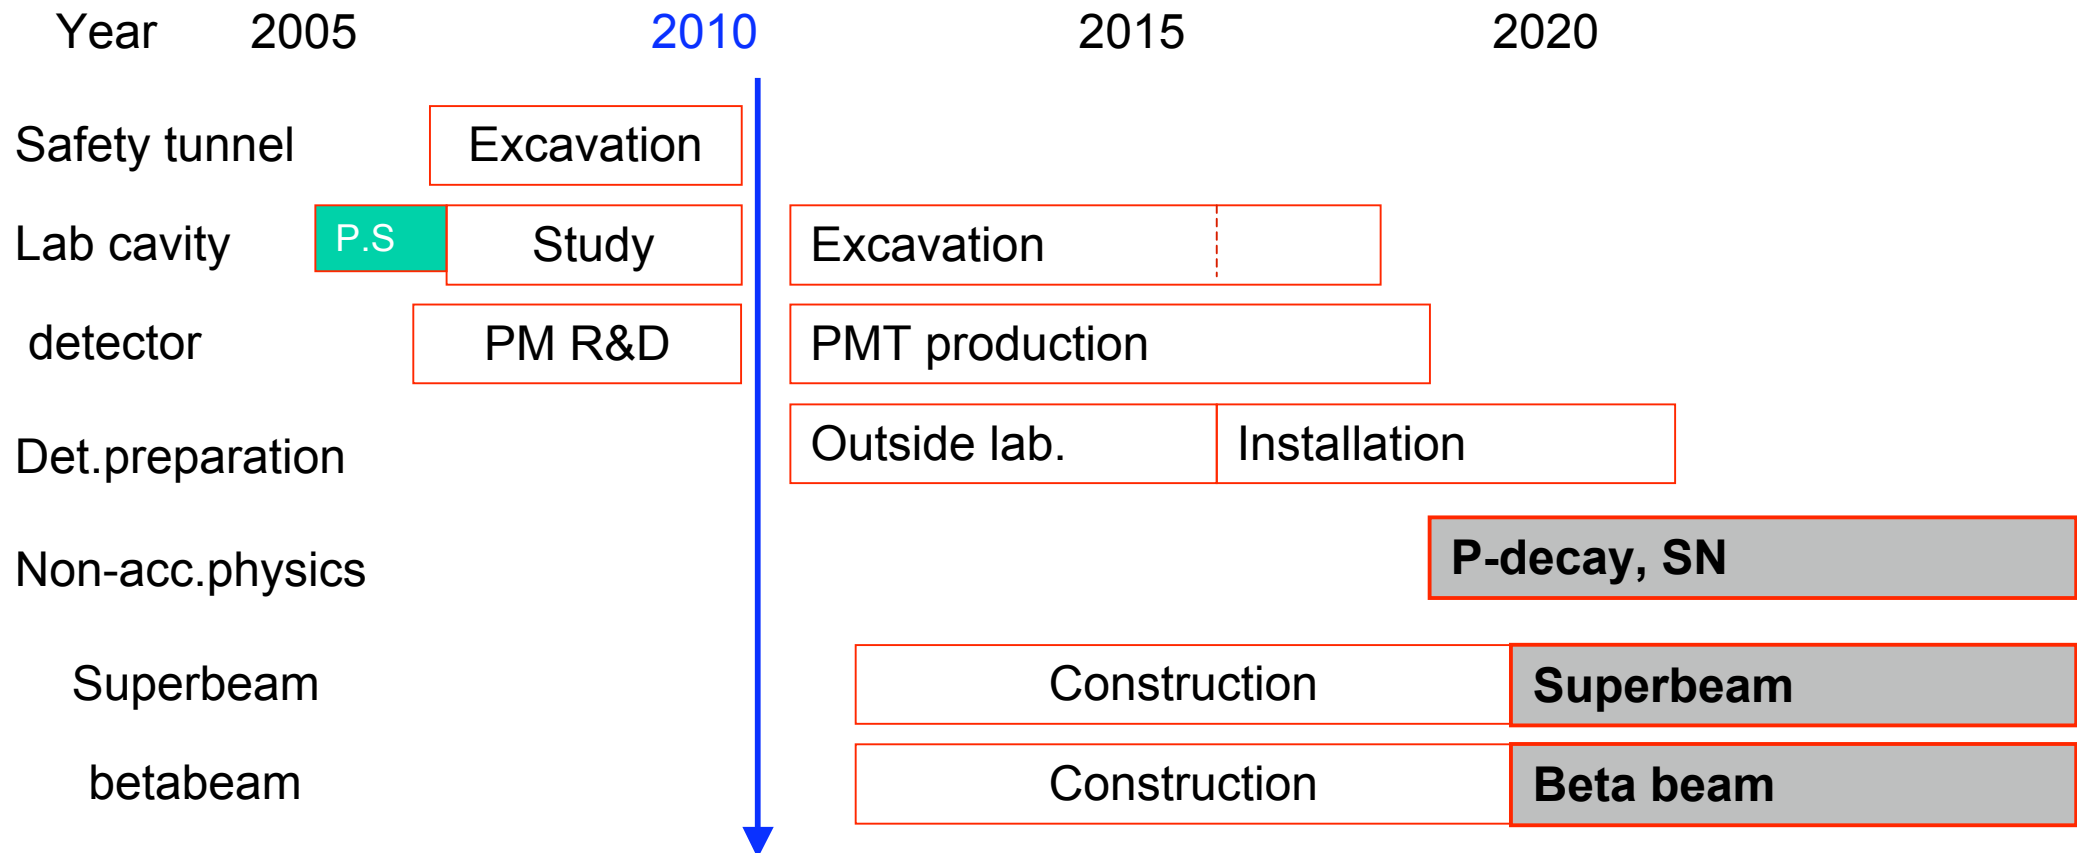 Year 2005 2010 2015 2020
Safety tunnel Excavation
Lab cavity P.S Study Excavation
detector PM R&D PMT production
Det.preparation Outside lab. Installation
Non-acc.physics P-decay, SN
Superbeam Construction Superbeam
betabeam Construction Beta beam